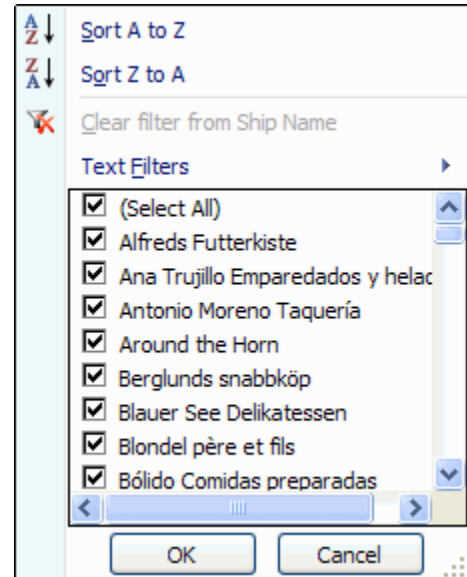 Sort A to Z
Sort Z to A
Clear filter from Ship Name
Text Filters
(Select All)
Alfreds Futterkiste
Ana Trujillo Emparedados y helac
Antonio Moreno Taquería
Around the Horn
Berglunds snabbköp
Blauer See Delikatessen
Blondel père et fils
Bólido Comidas preparadas
OK Cancel